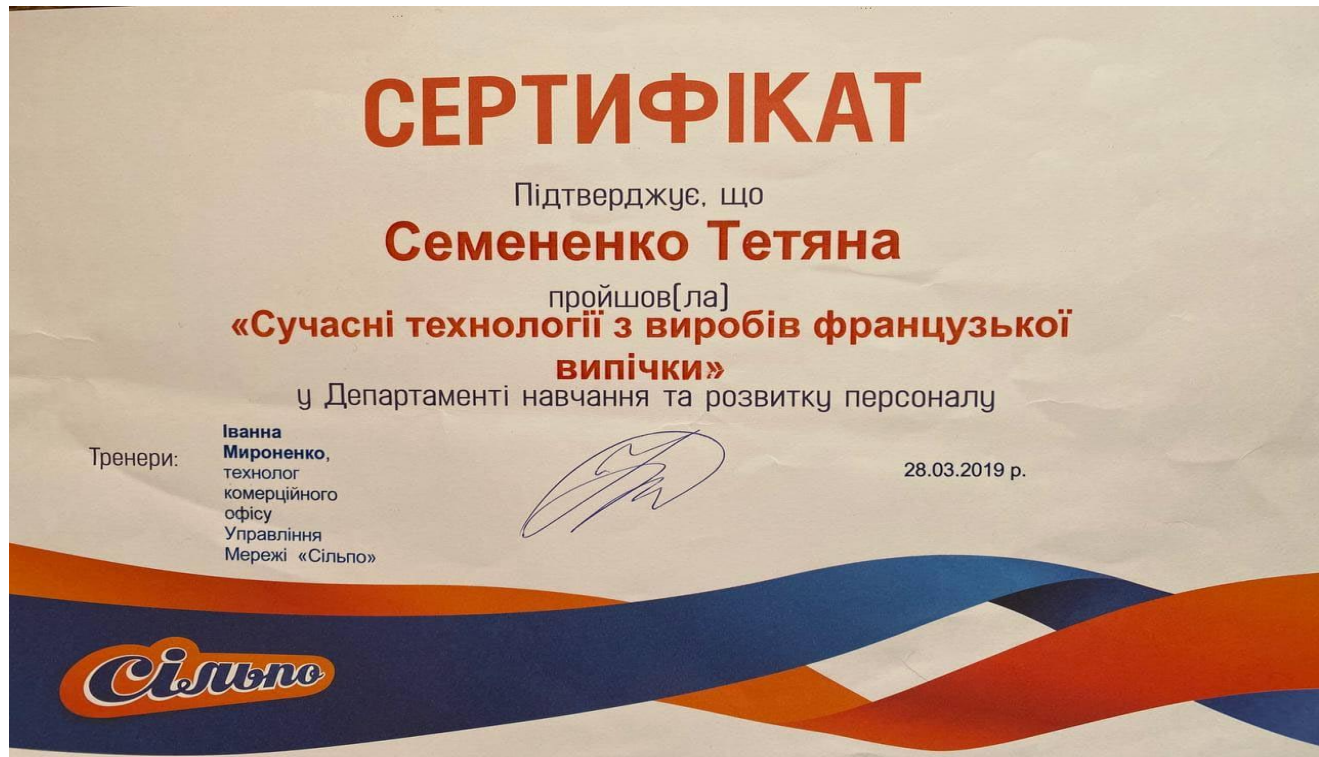 СЕРТИФІКАТ
Підтверджує, що
Семененко Тетяна
пройшов(ла)
«Сучасні технології з виробів французької
випічки»
у Департаменті навчання та розвитку персоналу
Тренери:
Іванна
Мироненко,
технолог
комерційного
офісу
Управління
Мережі «Сільпо»
28.03.2019 р.
Сільпо